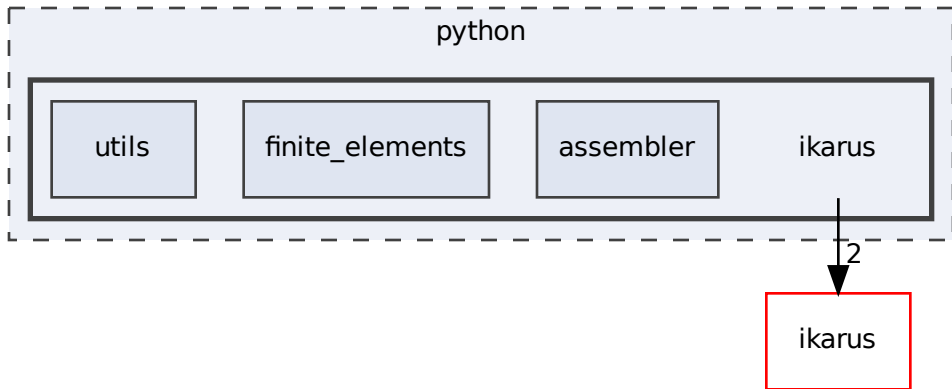 python
utils
finite_elements
assembler
ikarus
2
ikarus